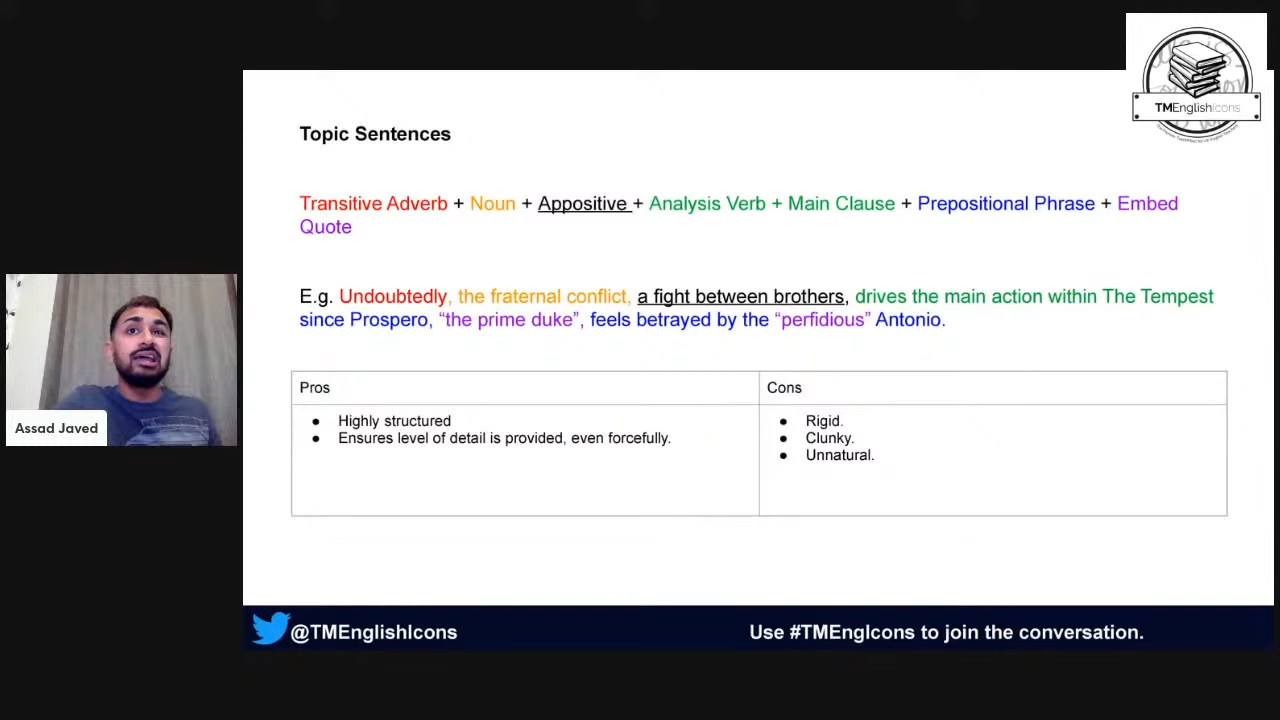 TMEnglishIcons
Topic Sentences
Transitive Adverb + Noun + Appositive + Analysis Verb + Main Clause + Prepositional Phrase + Embed
Quote
E.g. Undoubtedly, the fraternal conflict, a fight between brothers, drives the main action within The Tempest
since Prospero, “the prime duke”, feels betrayed by the “perfidious” Antonio.
Pros
Cons
● Highly structured
● Ensures level of detail is provided, even forcefully.
● Rigid.
● Clunky.
● Unnatural.
Assad Javed
@TMEnglishIcons
Use #TMEngIcons to join the conversation.